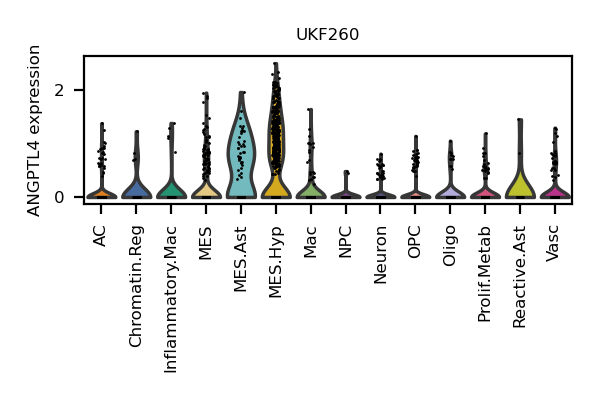 UKF260
ANGPTL4 expression
2
0
AC
Chromatin.Reg
Inflammatory.Mac
MES
MES.Ast
MES.Hyp
Mac
NPC
Neuron
OPC
Oligo
Prolif.Metab
Reactive.Ast
Vasc